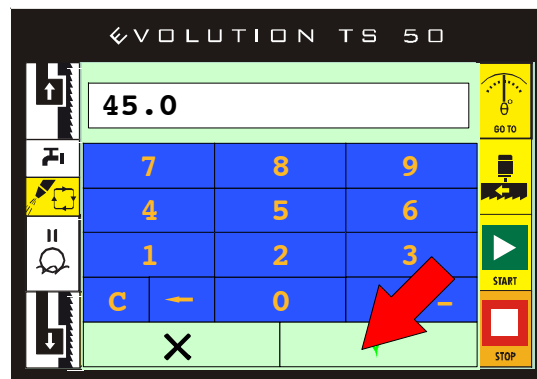 EVOLUTION TS 50
45.0
θ°
GO TO
7 8 9
4 5 6
1 2 3
START
C ← 0 –
X
STOP